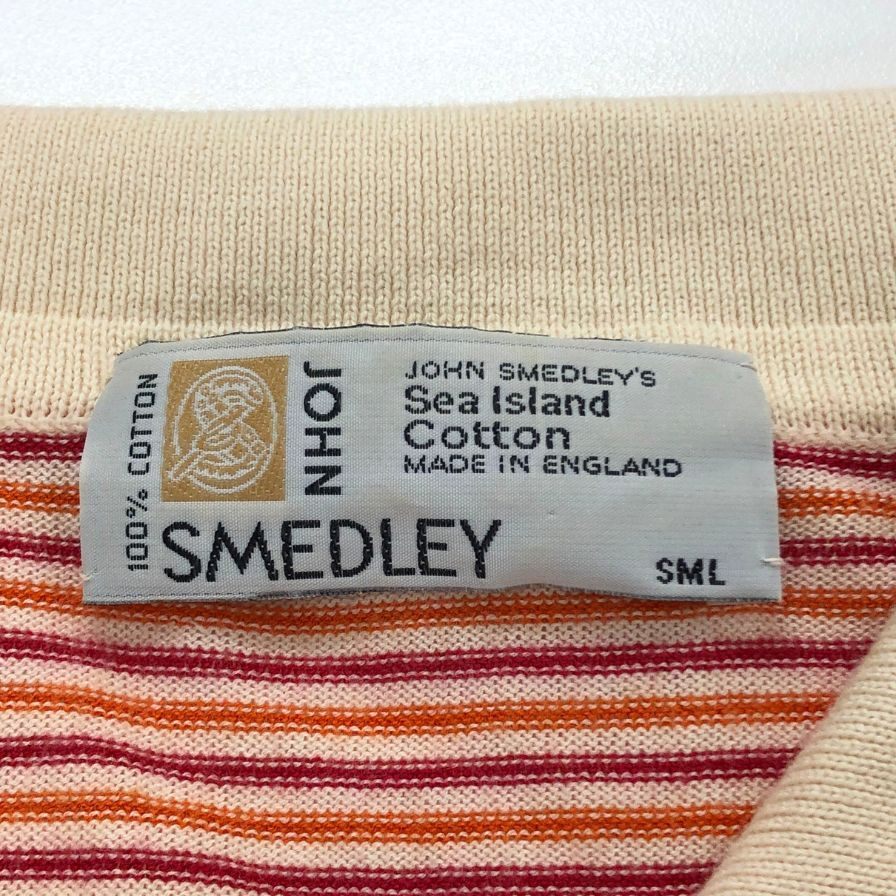 100% COTTON
JOHN
SMEDLEY
JOHN SMEDLEY'S
Sea Island
Cotton
MADE IN ENGLAND
SML